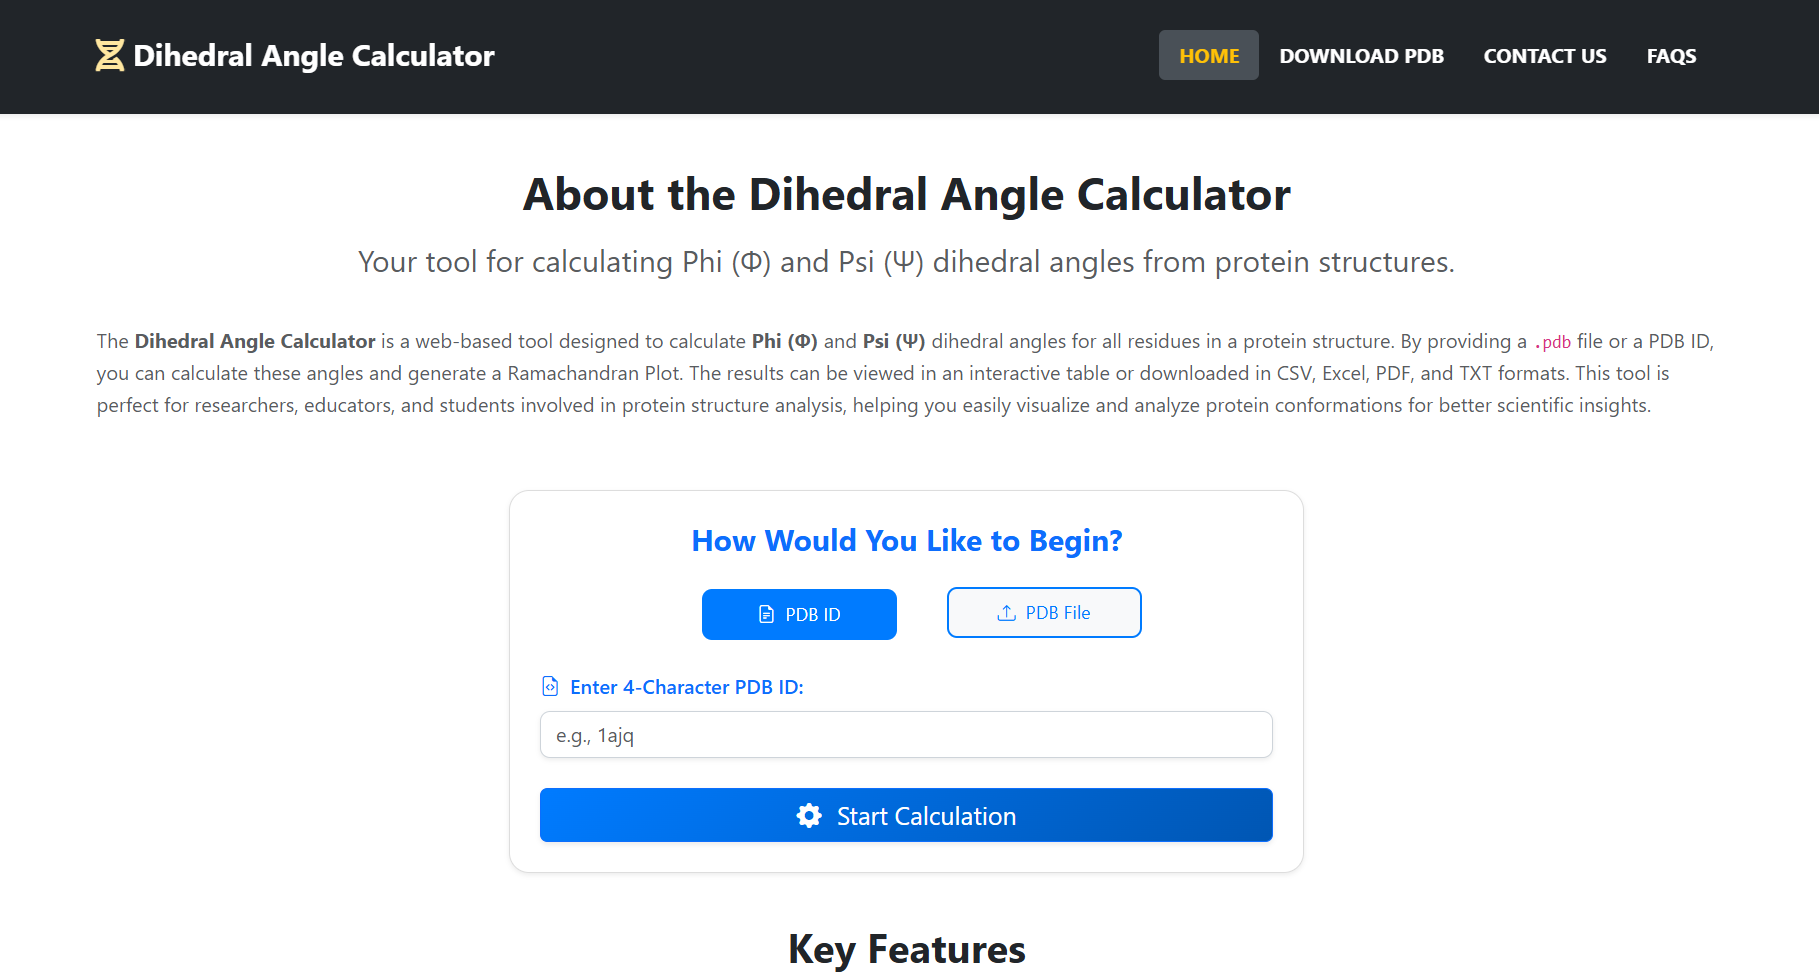 Dihedral Angle Calculator
HOME
DOWNLOAD PDB
CONTACT US
FAQS
About the Dihedral Angle Calculator
Your tool for calculating Phi (Φ) and Psi (Ψ) dihedral angles from protein structures.
The Dihedral Angle Calculator is a web-based tool designed to calculate Phi (Φ) and Psi (Ψ) dihedral angles for all residues in a protein structure. By providing a .pdb file or a PDB ID,
you can calculate these angles and generate a Ramachandran Plot. The results can be viewed in an interactive table or downloaded in CSV, Excel, PDF, and TXT formats. This tool is
perfect for researchers, educators, and students involved in protein structure analysis, helping you easily visualize and analyze protein conformations for better scientific insights.
How Would You Like to Begin?
PDB ID
PDB File
Enter 4-Character PDB ID:
e.g., 1ajq
Start Calculation
Key Features